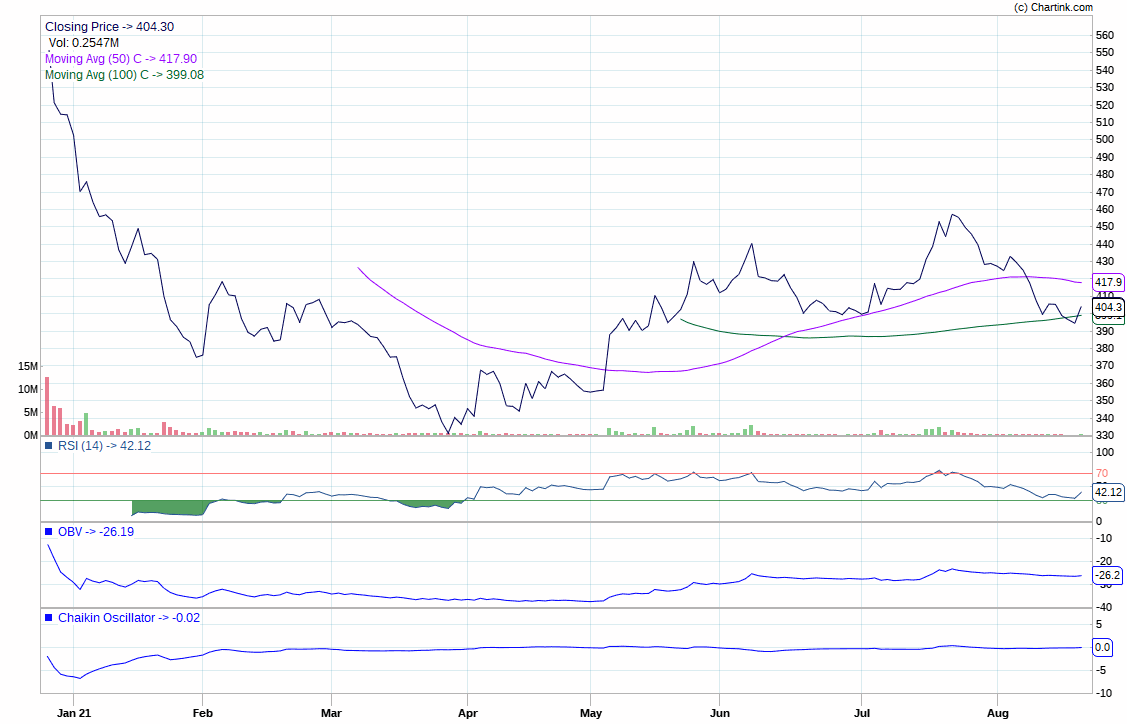 (c) Chartink.com
Closing Price -> 404.30
Vol: 0.2547M
Moving Avg (50) C -> 417.90
Moving Avg (100) C -> 399.08
560
550
540
530
520
510
500
490
480
470
460
450
440
430
417.9
410
404.3
390
380
370
360
350
340
330
15M
10M
5M
0M
RSI (14) -> 42.12
100
70
42.12
0
OBV -> -26.19
-10
-20
-26.2
-40
Chaikin Oscillator -> -0.02
5
0.0
-5
-10
Jan 21 Feb Mar Apr May Jun Jul Aug